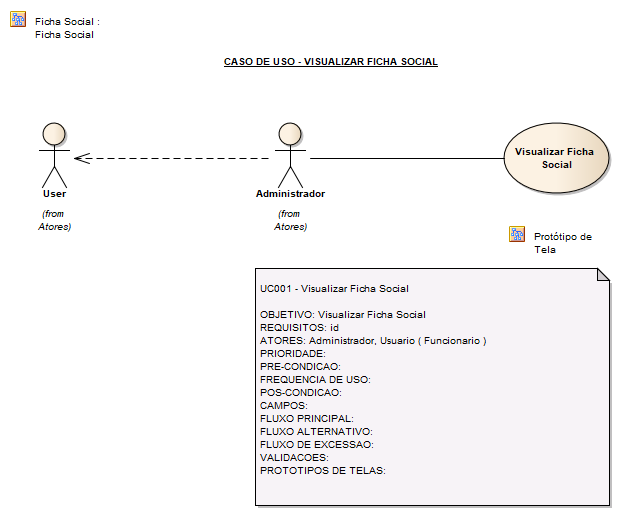 Ficha Social :
Ficha Social
CASO DE USO - VISUALIZAR FICHA SOCIAL
User
(from
Atores)
Administrador
(from
Atores)
Visualizar Ficha
Social
Protótipo de
Tela
UC001 - Visualizar Ficha Social
OBJETIVO: Visualizar Ficha Social
REQUISITOS: id
ATORES: Administrador, Usuario ( Funcionario )
PRIORIDADE:
PRE-CONDICAO:
FREQUENCIA DE USO:
POS-CONDICAO:
CAMPOS:
FLUXO PRINCIPAL:
FLUXO ALTERNATIVO:
FLUXO DE EXCESSAO:
VALIDACOES:
PROTOTIPOS DE TELAS: